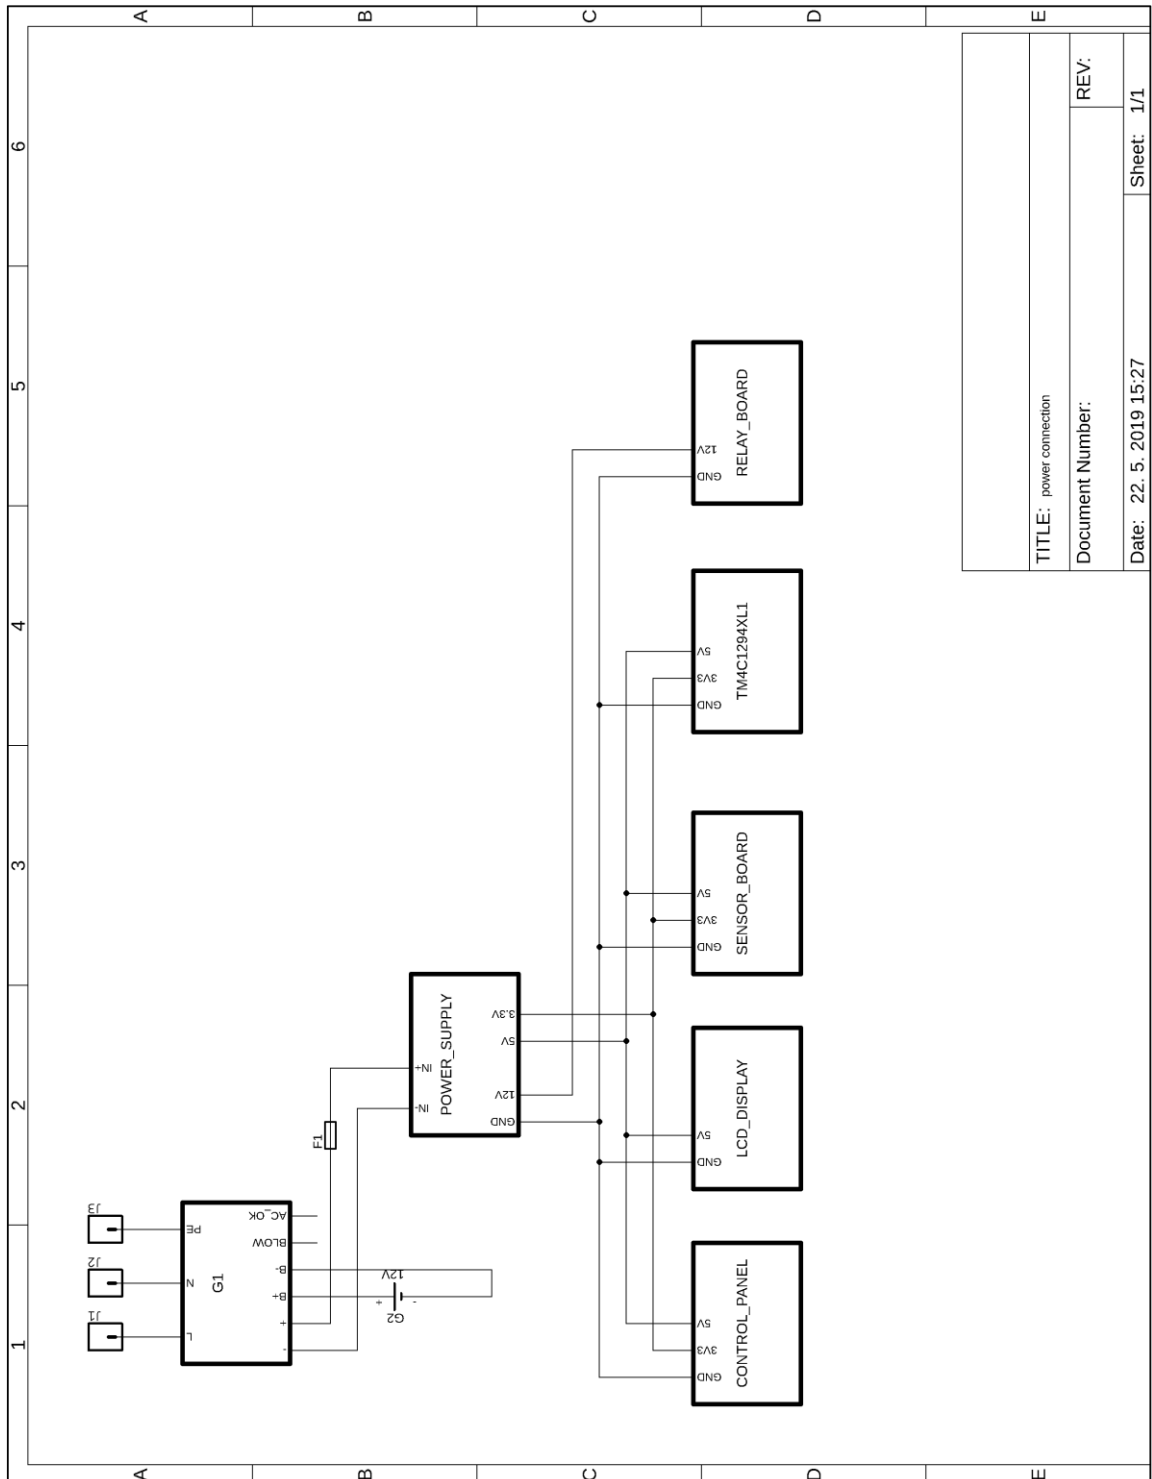 A
B
C
D
E
6
5
4
3
2
1
REV:
TITLE: power connection
Document Number:
Date: 22. 5. 2019 15:27
Sheet: 1/1
J3
J2
J1
PE
N
L
G1
AC_OK
BLOW
B-
B+
+
-
12V
+
-
G2
F1
POWER_SUPPLY
IN+
IN-
3.3V
5V
12V
GND
RELAY_BOARD
12V
GND
TM4C1294XL1
5V
3V3
GND
SENSOR_BOARD
5V
3V3
GND
LCD_DISPLAY
5V
GND
CONTROL_PANEL
5V
3V3
GND
A
B
C
D
E